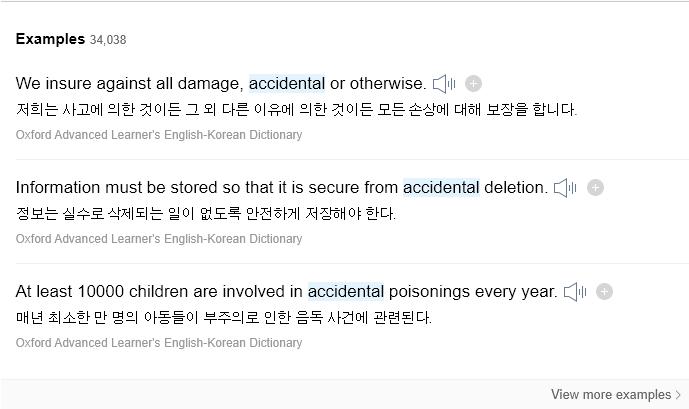 Examples 34,038
We insure against all damage, accidental or otherwise.
저희는 사고에 의한 것이든 그 외 다른 이유에 의한 것이든 모든 손상에 대해 보장을 합니다.
Oxford Advanced Learner's English-Korean Dictionary
Information must be stored so that it is secure from accidental deletion.
정보는 실수로 삭제되는 일이 없도록 안전하게 저장해야 한다.
Oxford Advanced Learner's English-Korean Dictionary
At least 10000 children are involved in accidental poisonings every year.
매년 최소한 만 명의 아동들이 부주의로 인한 음독 사건에 관련된다.
Oxford Advanced Learner's English-Korean Dictionary
View more examples